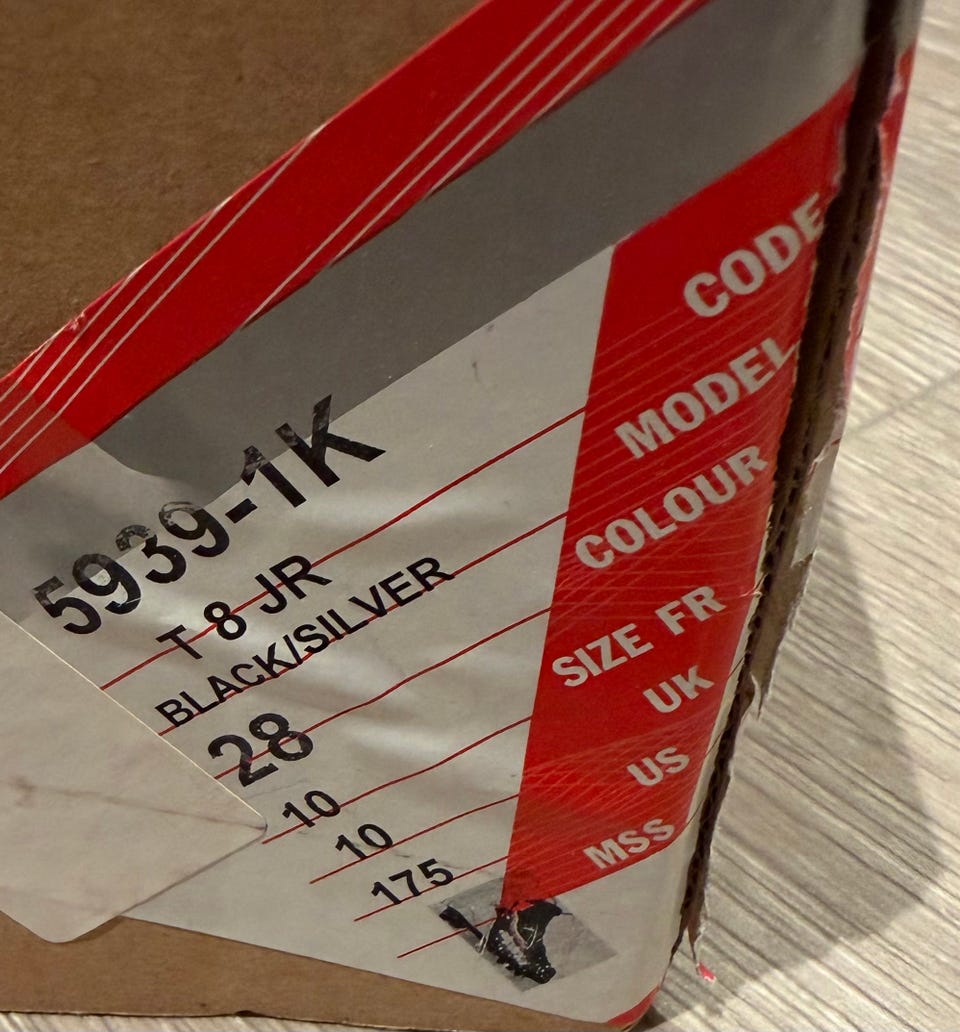 CODE 5939-1K
MODEL T 8 JR
COLOUR BLACK/SILVER
SIZE FR 28
UK 10
US 10
MSS 175